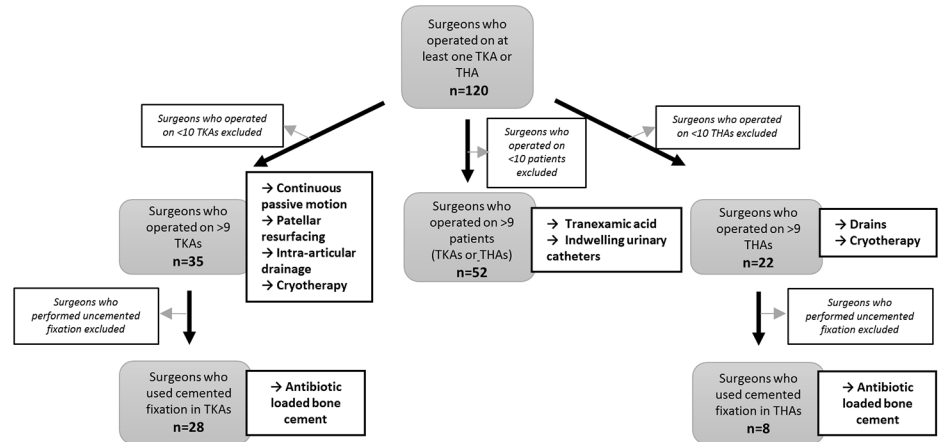 Surgeons who
operated on at
least one TKA or
THA
n=120
Surgeons who operated
on <10 TKAs excluded
Surgeons who
operated on
<10 patients
excluded
Surgeons who operated
on <10 THAs excluded
Surgeons who
operated on >9
TKAs
n=35
→ Continuous
passive motion
→ Patellar
resurfacing
→ Intra-articular
drainage
→ Cryotherapy
Surgeons who
operated on >9
patients
(TKAs or THAs)
n=52
→ Tranexamic acid
→ Indwelling urinary
catheters
Surgeons who
operated on >9
THAs
n=22
→ Drains
→ Cryotherapy
Surgeons who
performed uncemented
fixation excluded
Surgeons who
performed uncemented
fixation excluded
Surgeons who
used cemented
fixation in TKAs
n=28
→ Antibiotic
loaded bone
cement
Surgeons who
used cemented
fixation in THAs
n=8
→ Antibiotic
loaded bone
cement